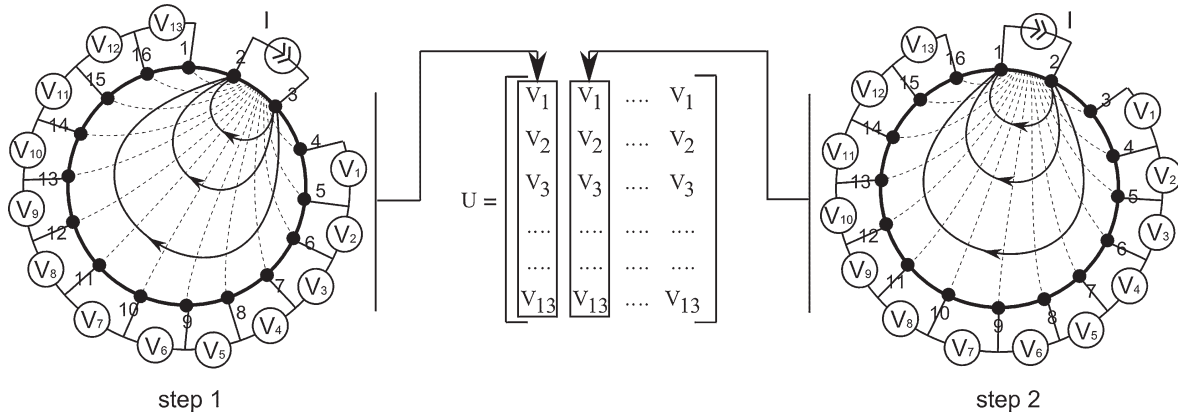 V13 I I
V12 16 1 2 3 V13 16 1 2 3
V11 15 V12 15 V1
V10 14 4 V1 V11 14 4 V2
V9 13 5 V2 V10 13 5 V3
V8 12 6 V3 V9 12 6 V4
V7 11 7 V4 V8 11 7 V5
V6 10 9 8 V5 V7 10 9 8 V6
U =
V1 V1 .... V1
V2 V2 .... V2
V3 V3 .... V3
.... .... .... ....
.... .... .... ....
V13 V13 .... V13
step 1
step 2